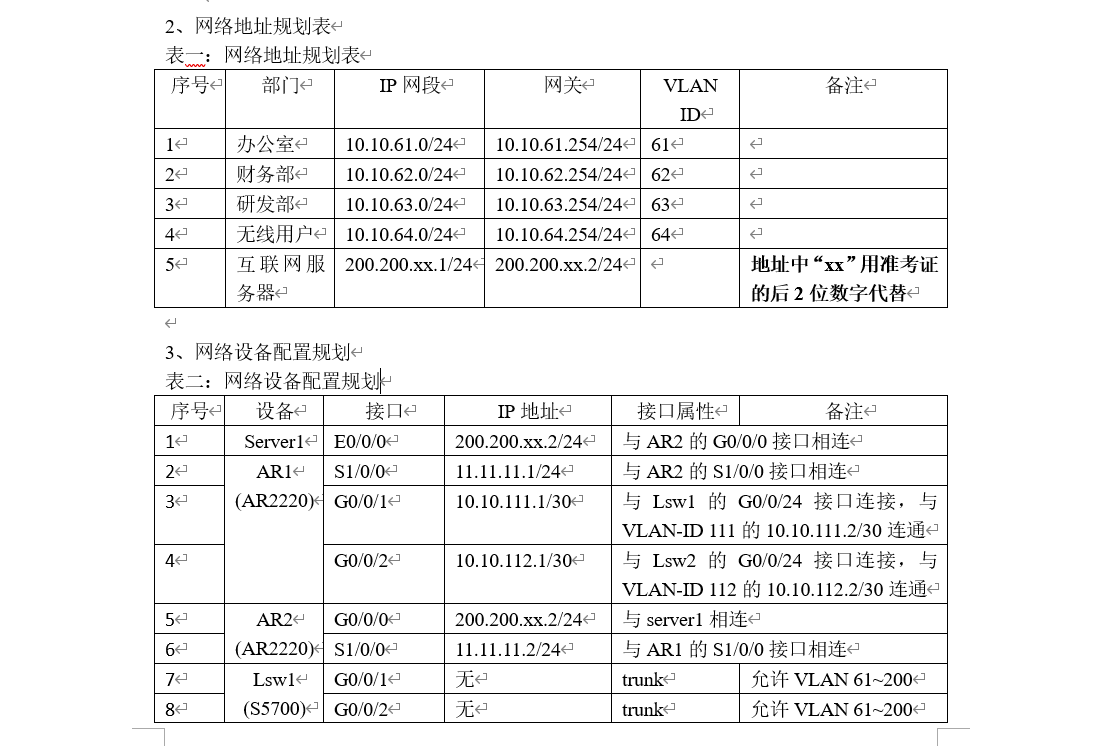 2、网络地址规划表
表一：网络地址规划表
序号 部门 IP 网段 网关 VLAN ID 备注
1 办公室 10.10.61.0/24 10.10.61.254/24 61
2 财务部 10.10.62.0/24 10.10.62.254/24 62
3 研发部 10.10.63.0/24 10.10.63.254/24 63
4 无线用户 10.10.64.0/24 10.10.64.254/24 64
5 互联网服务器 200.200.xx.1/24 200.200.xx.2/24 地址中“xx”用准考证的后 2 位数字代替
3、网络设备配置规划
表二：网络设备配置规划
序号 设备 接口 IP 地址 接口属性 备注
1 Server1 E0/0/0 200.200.xx.2/24 与 AR2 的 G0/0/0 接口相连
2 AR1 S1/0/0 11.11.11.1/24 与 AR2 的 S1/0/0 接口相连
3 (AR2220) G0/0/1 10.10.111.1/30 与 Lsw1 的 G0/0/24 接口连接，与
VLAN-ID 111 的 10.10.111.2/30 连通
4 G0/0/2 10.10.112.1/30 与 Lsw2 的 G0/0/24 接口连接，与
VLAN-ID 112 的 10.10.112.2/30 连通
5 AR2 G0/0/0 200.200.xx.2/24 与 server1 相连
6 (AR2220) S1/0/0 11.11.11.2/24 与 AR1 的 S1/0/0 接口相连
7 Lsw1 G0/0/1 无 trunk 允许 VLAN 61~200
8 (S5700) G0/0/2 无 trunk 允许 VLAN 61~200